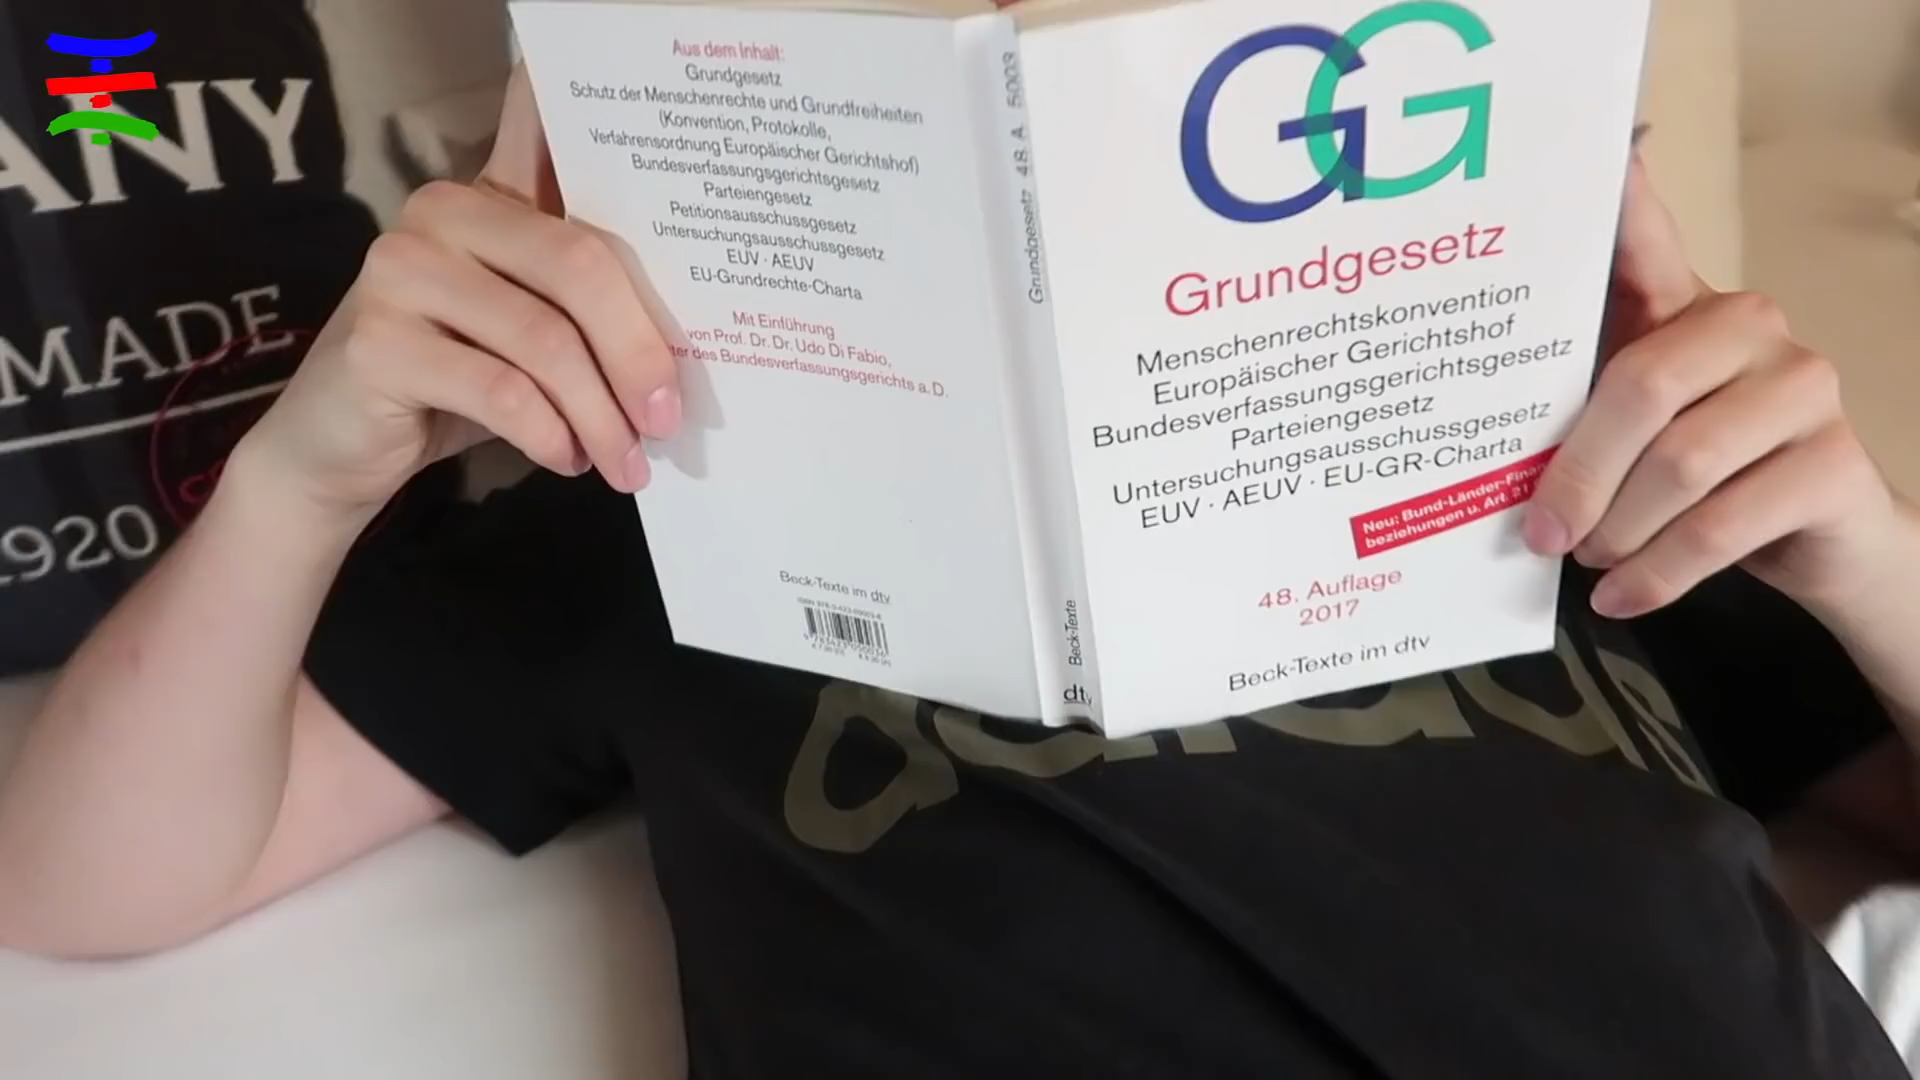 ANY
MADE
1920
Aus dem Inhalt:
Grundgesetz
Schutz der Menschenrechte und Grundfreiheiten
(Konvention, Protokolle,
Verfahrensordnung Europäischer Gerichtshof)
Bundesverfassungsgerichtsgesetz
Parteiengesetz
Petitionsausschussgesetz
Untersuchungsausschussgesetz
EUV · AEUV
EU-Grundrechte-Charta
Mit Einführung
von Prof. Dr. Dr. Udo Di Fabio,
des Bundesverfassungsgerichts a. D.
Beck-Texte im dtv
Grundgesetz 48. A. 5003
Beck-Texte
dtv
GG
Grundgesetz
Menschenrechtskonvention
Europäischer Gerichtshof
Bundesverfassungsgerichtsgesetz
Parteiengesetz
Untersuchungsausschussgesetz
EUV · AEUV · EU-GR-Charta
Neu: Bund-Länder-Finan
beziehungen u. Art. 21
48. Auflage
2017
Beck-Texte im dtv